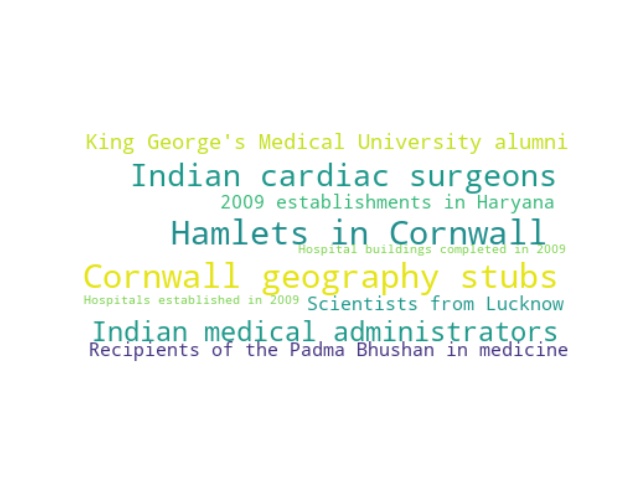 King George's Medical University alumni
Indian cardiac surgeons
2009 establishments in Haryana
Hamlets in Cornwall
Hospital buildings completed in 2009
Cornwall geography stubs
Hospitals established in 2009
Scientists from Lucknow
Indian medical administrators
Recipients of the Padma Bhushan in medicine